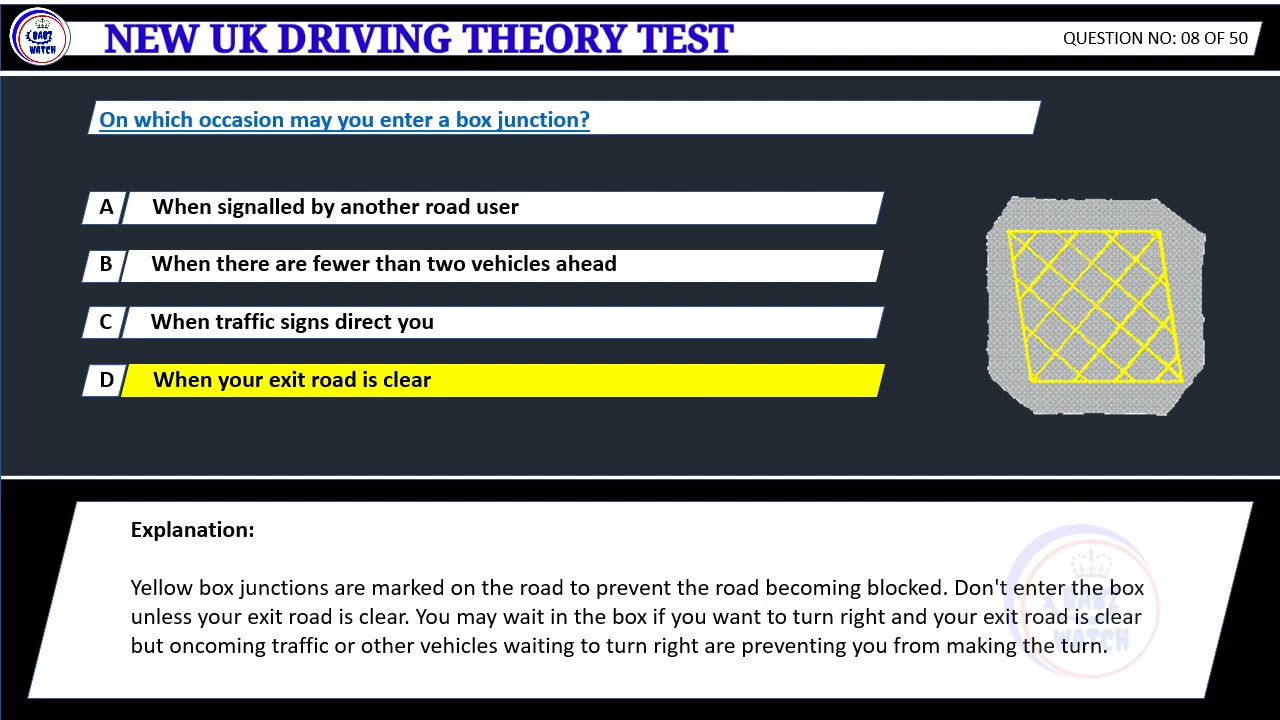 BABZ
WATCH
NEW UK DRIVING THEORY TEST
QUESTION NO: 08 OF 50
On which occasion may you enter a box junction?
A When signalled by another road user
B When there are fewer than two vehicles ahead
C When traffic signs direct you
D When your exit road is clear
Explanation:
Yellow box junctions are marked on the road to prevent the road becoming blocked. Don't enter the box
unless your exit road is clear. You may wait in the box if you want to turn right and your exit road is clear
but oncoming traffic or other vehicles waiting to turn right are preventing you from making the turn.
BABZ
WATCH